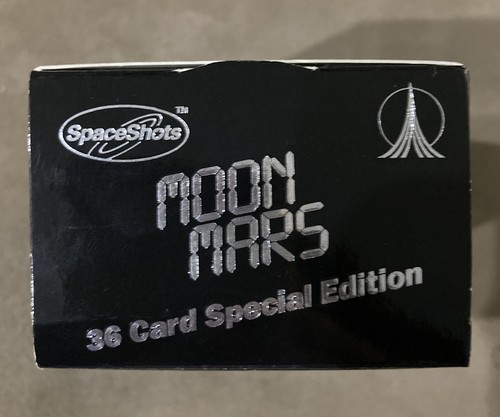 SpaceShots™
MOON
MARS
36 Card Special Edition